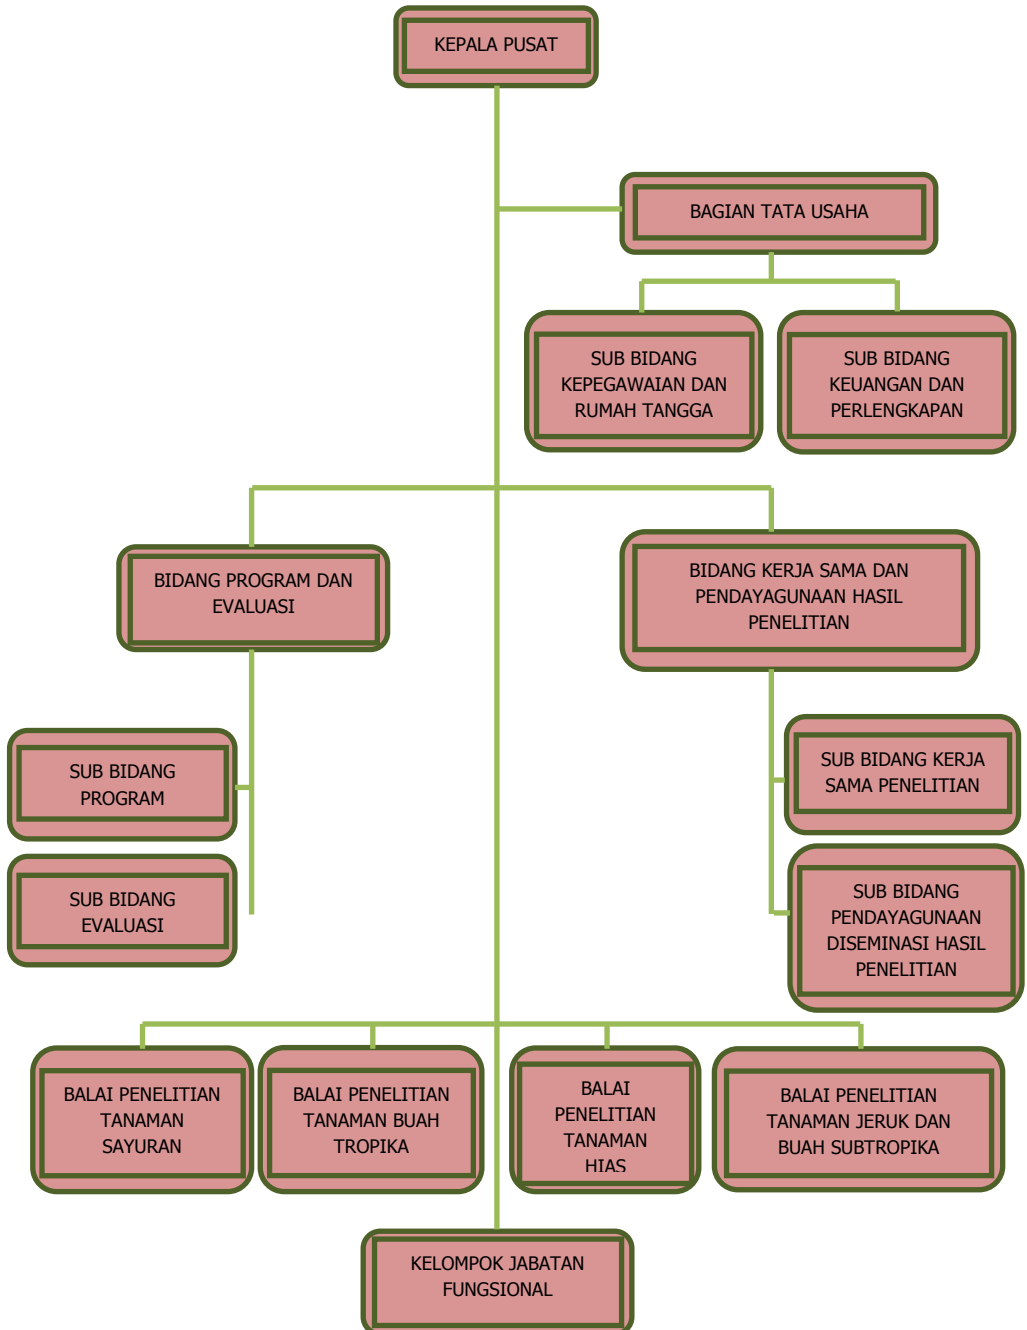 KEPALA PUSAT
BAGIAN TATA USAHA
SUB BIDANG
KEPEGAWAIAN DAN
RUMAH TANGGA
SUB BIDANG
KEUANGAN DAN
PERLENGKAPAN
BIDANG PROGRAM DAN
EVALUASI
BIDANG KERJA SAMA DAN
PENDAYAGUNAAN HASIL
PENELITIAN
SUB BIDANG
PROGRAM
SUB BIDANG
EVALUASI
SUB BIDANG KERJA
SAMA PENELITIAN
SUB BIDANG
PENDAYAGUNAAN
DISEMINASI HASIL
PENELITIAN
BALAI PENELITIAN
TANAMAN
SAYURAN
BALAI PENELITIAN
TANAMAN BUAH
TROPIKA
BALAI
PENELITIAN
TANAMAN
HIAS
BALAI PENELITIAN
TANAMAN JERUK DAN
BUAH SUBTROPIKA
KELOMPOK JABATAN
FUNGSIONAL